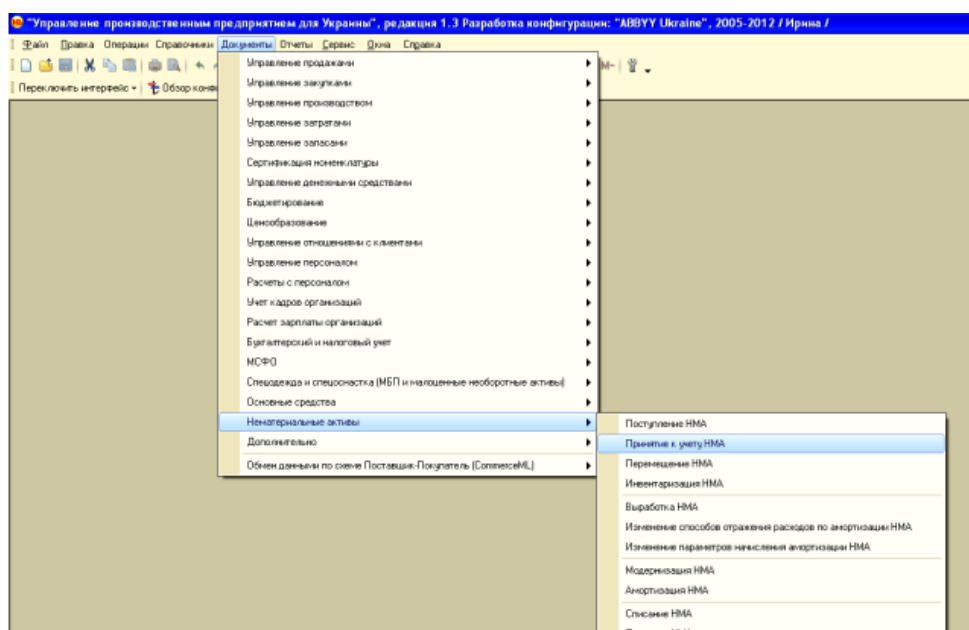 "Управление производственным предприятием для Украины", редакция 1.3 Разработка конфигурации: "ABBYY Ukraine", 2005-2012 / Ирина /
Файл Правка Операции Справочники Документы Отчеты Сервис Окна Справка
M-
Переключить интерфейс Обзор
Управление продажами
Управление закупками
Управление производством
Управление затратами
Управление запасами
Сертификация номенклатуры
Управление денежными средствами
Бюджетирование
Ценообразование
Управление отношениями с клиентами
Управление персоналом
Расчеты с персоналом
Учет кадров организаций
Расчет зарплаты организаций
Бухгалтерский и налоговый учет
МСФО
Спецодежда и спецоснастка (МБП и малоценные необоротные активы)
Основные средства
Нематериальные активы
Дополнительно
Обмен данными по схеме Поставщик-Покупатель (CommerceML)
Поступление НМА
Принятие к учету НМА
Перемещение НМА
Инвентаризация НМА
Выработка НМА
Изменение способов отражения расходов по амортизации НМА
Изменение параметров начисления амортизации НМА
Модернизация НМА
Амортизация НМА
Списание НМА